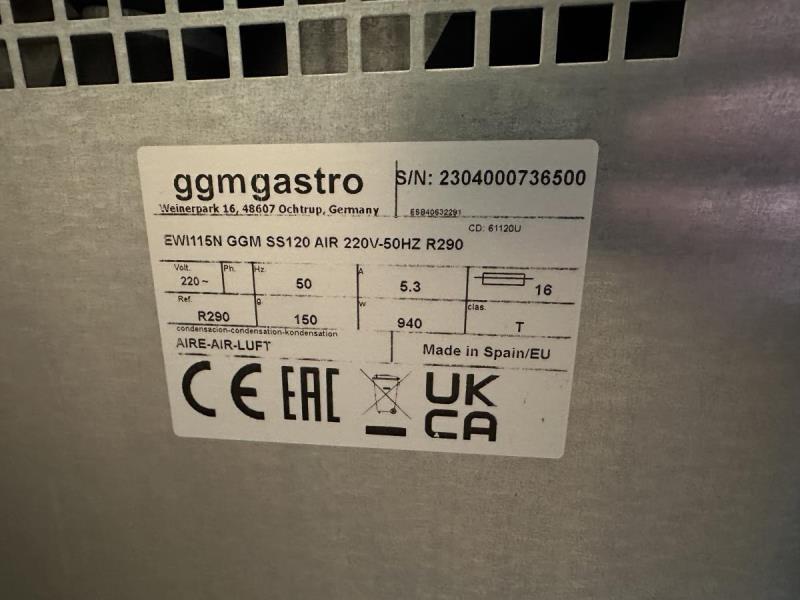 ggmgastro
S/N: 2304000736500
Weinerpark 16, 48607 Ochtrup, Germany
ESB40632291
CD: 61120U
EWI115N GGM SS120 AIR 220V-50HZ R290
Volt. Ph. Hz. A
220~ 50 5.3 16
Ref. g W clas.
R290 150 940 T
condensacion-condensation-kondensation
AIRE-AIR-LUFT
Made in Spain/EU
CE EAC UK
CA